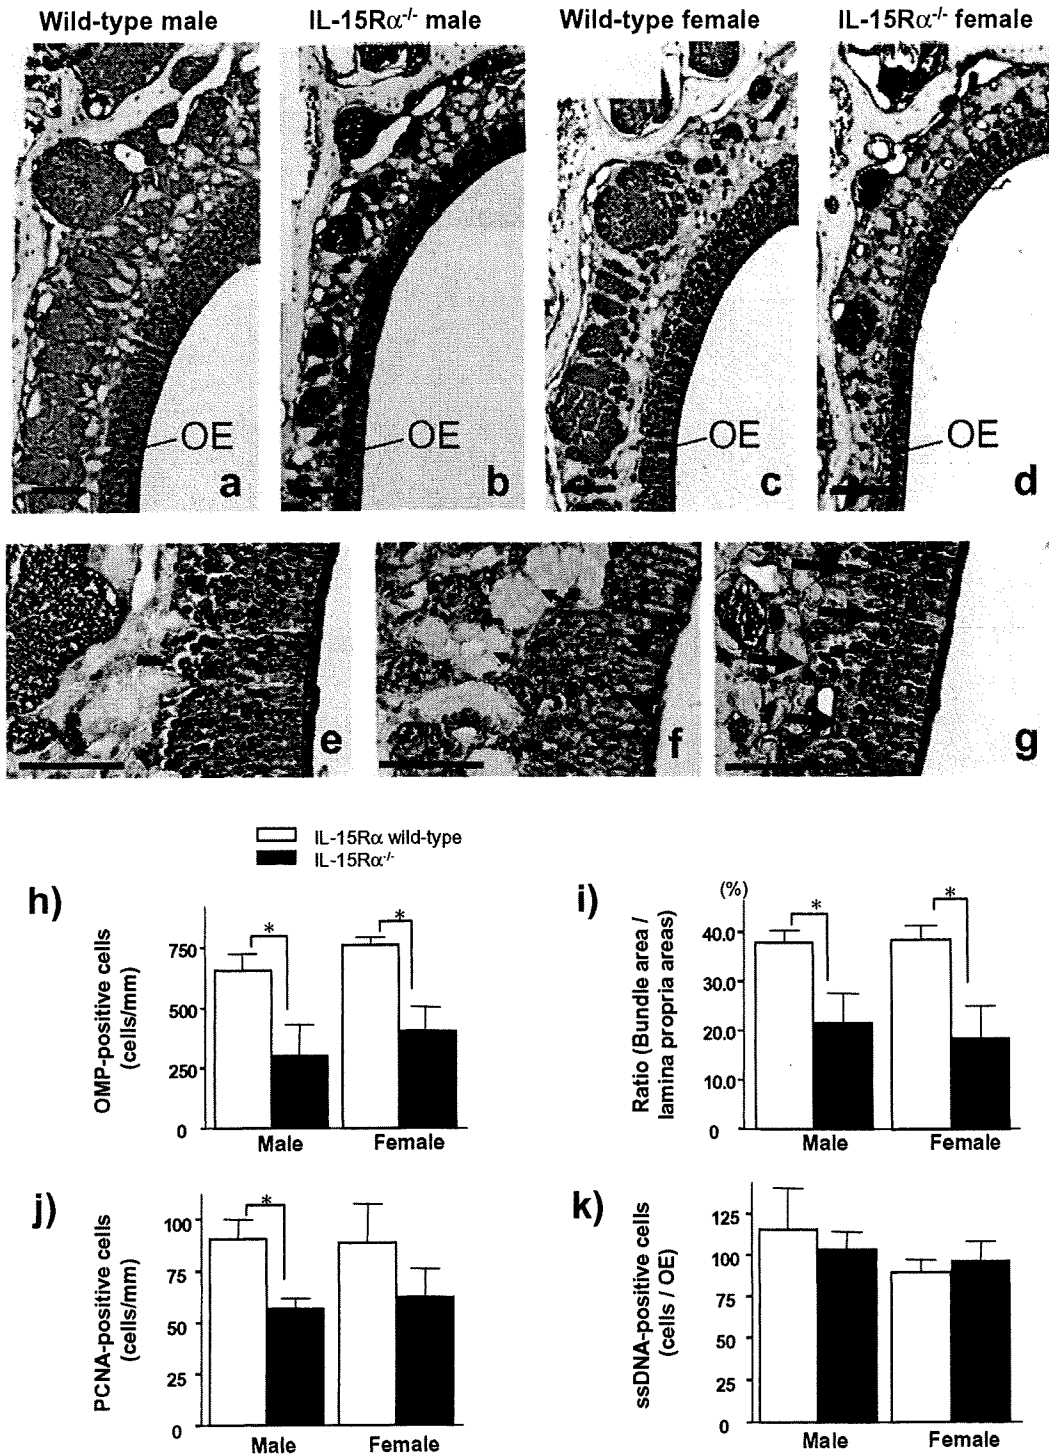 Wild-type male IL-15Rα-/- male Wild-type female IL-15Rα-/- female
OE OE OE OE
a b c d
e f g
IL-15Rα wild-type
IL-15Rα-/-
h)
OMP-positive cells
(cells/mm)
750
500
250
0
*
*
Male Female
i)
(%)
Ratio (Bundle area /
lamina propria areas)
40.0
30.0
20.0
10.0
0
*
*
Male Female
j)
PCNA-positive cells
(cells/mm)
100
75
50
25
0
*
Male Female
k)
ssDNA-positive cells
(cells / OE)
125
100
75
50
25
0
Male Female